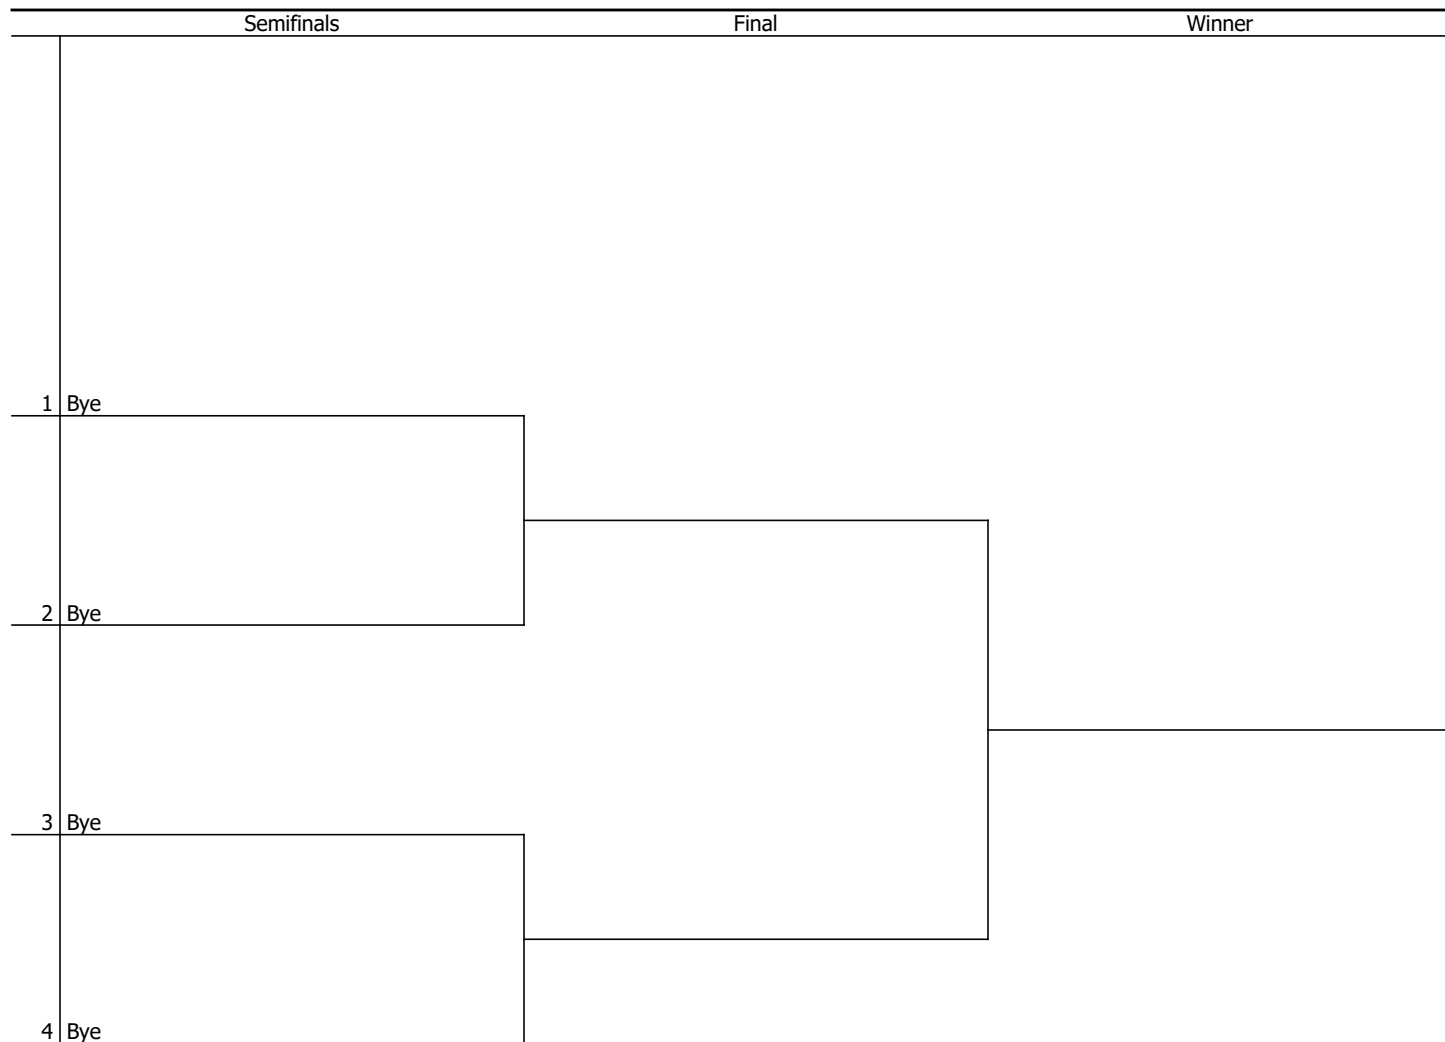 Semifinals Final Winner
1 Bye
2 Bye
3 Bye
4 Bye